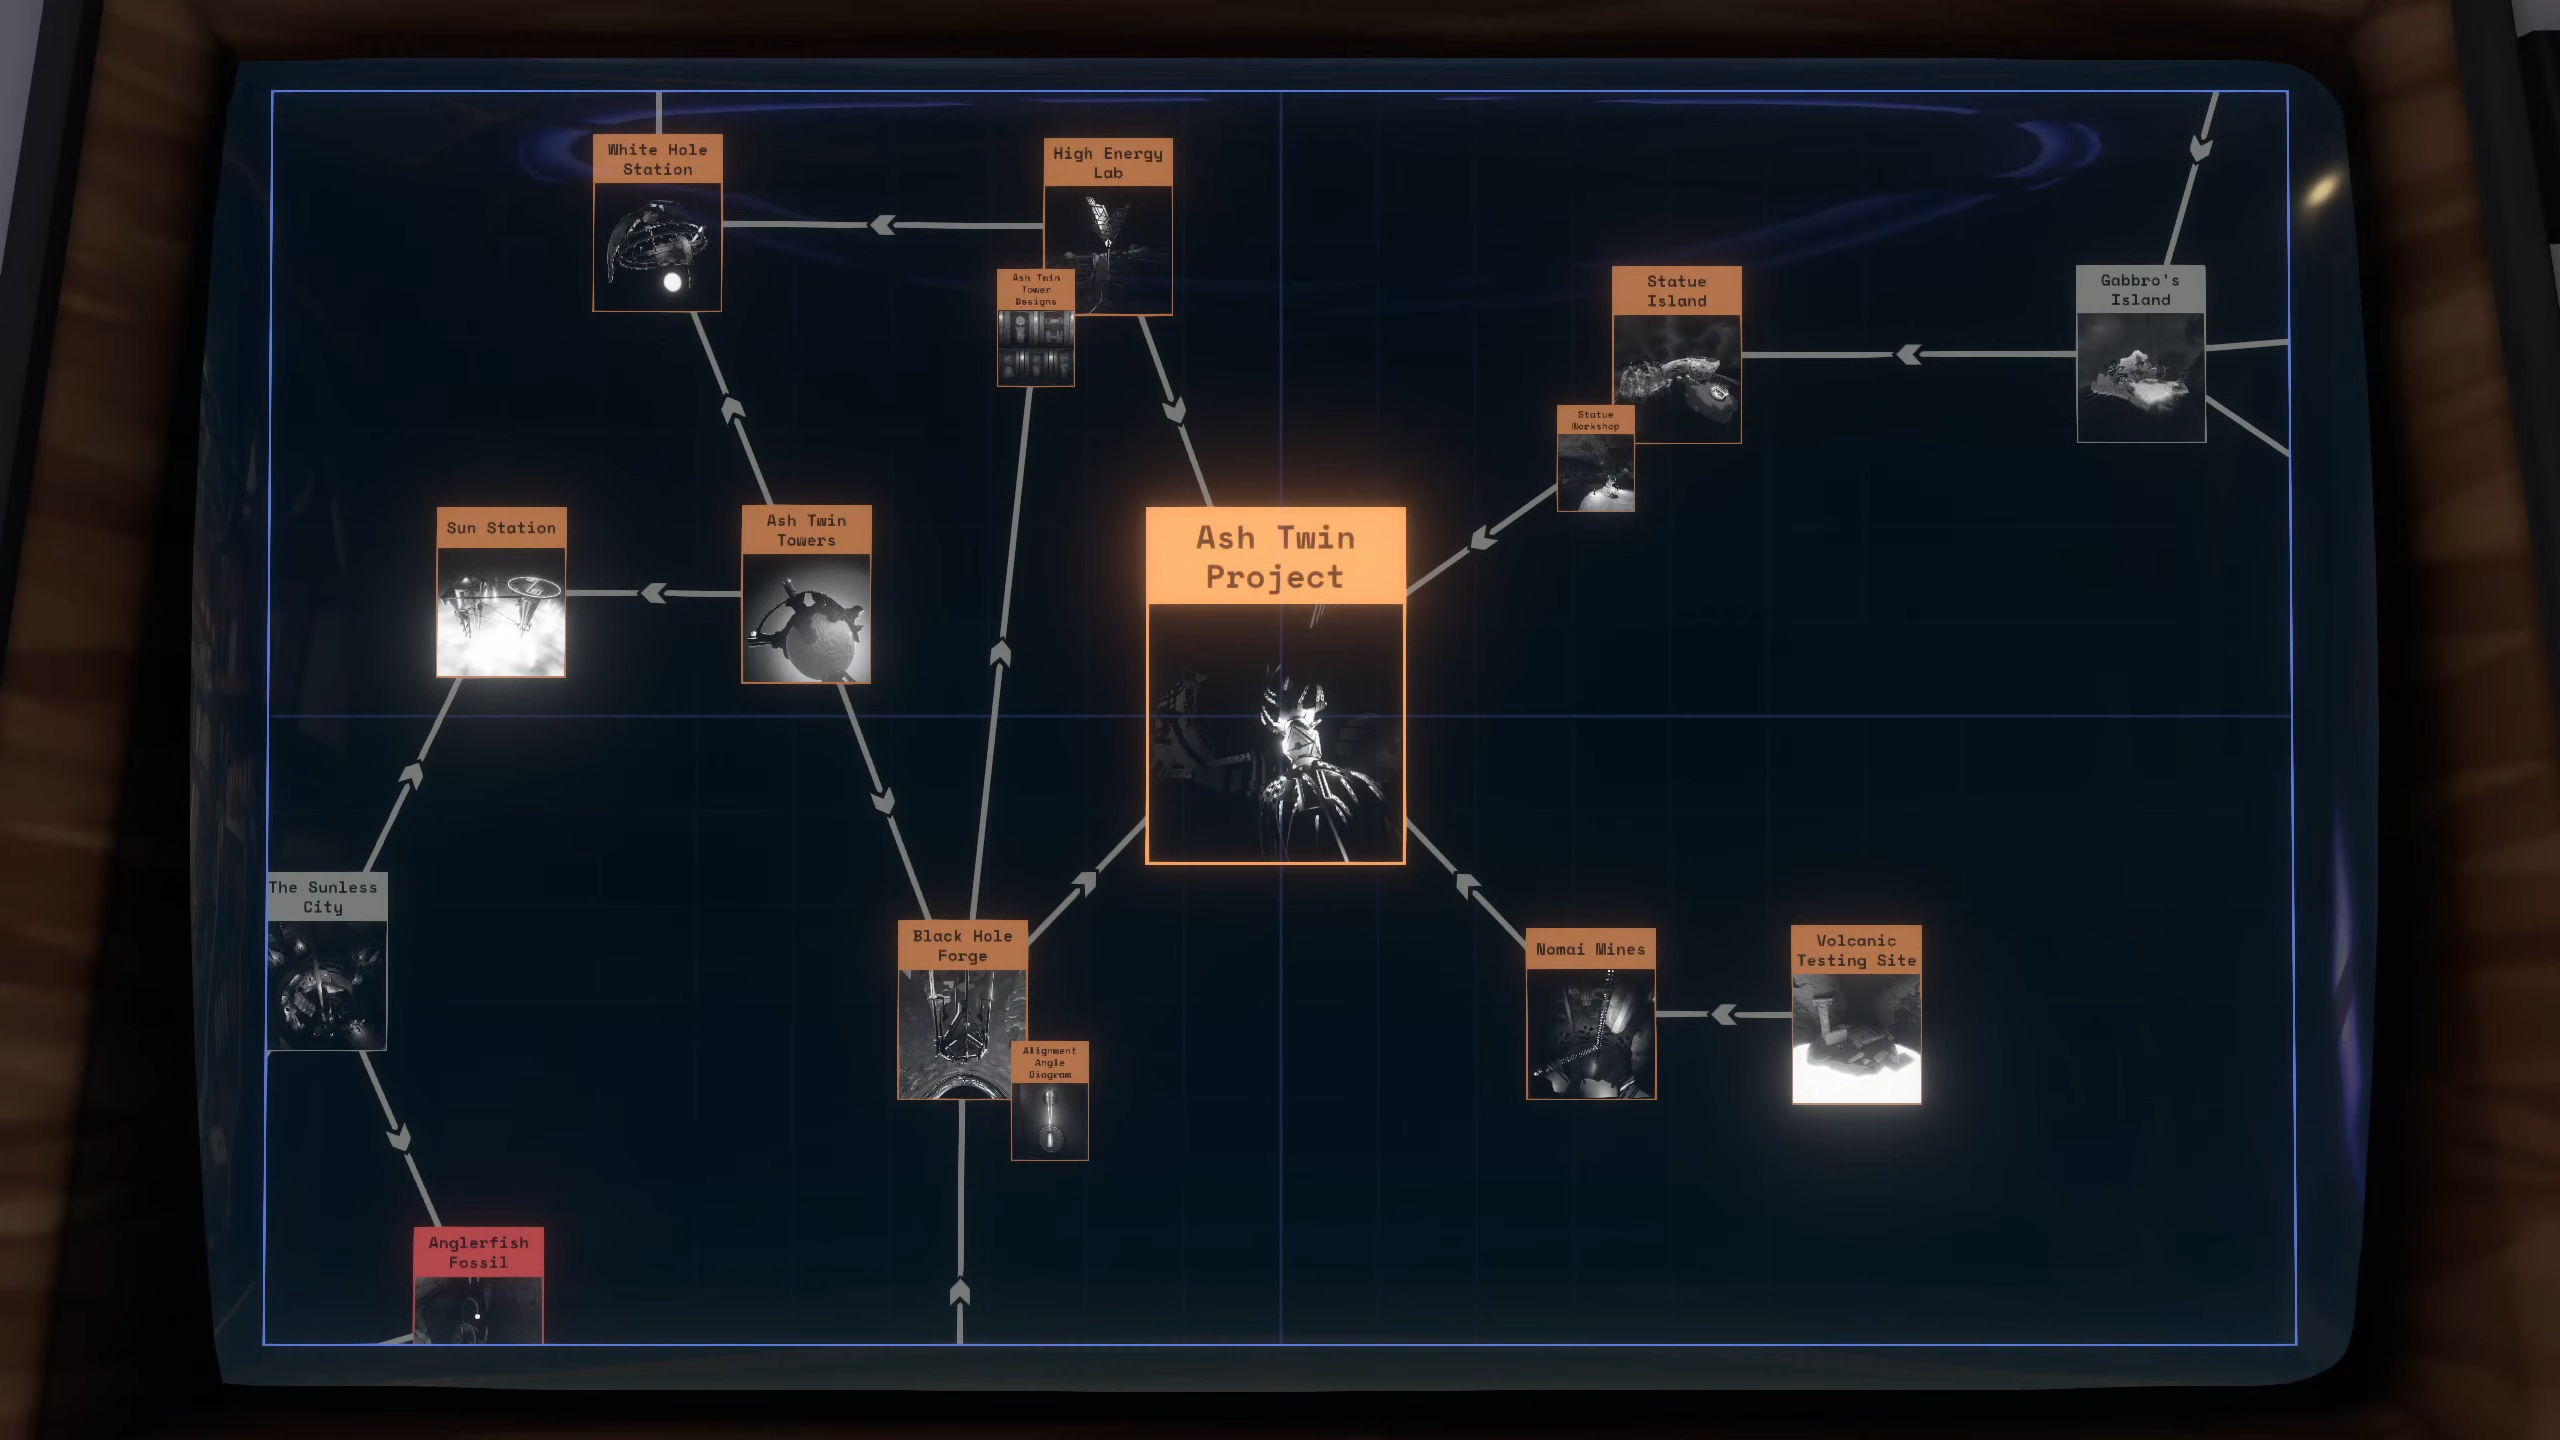 White Hole
Station
High Energy
Lab
Ash Twin
Tower
Designs
Statue
Island
Gabbro's
Island
Statue
Workshop
Sun Station
Ash Twin
Towers
Ash Twin
Project
The Sunless
City
Black Hole
Forge
Alignment
Angle
Diagram
Nomai Mines
Volcanic
Testing Site
Anglerfish
Fossil